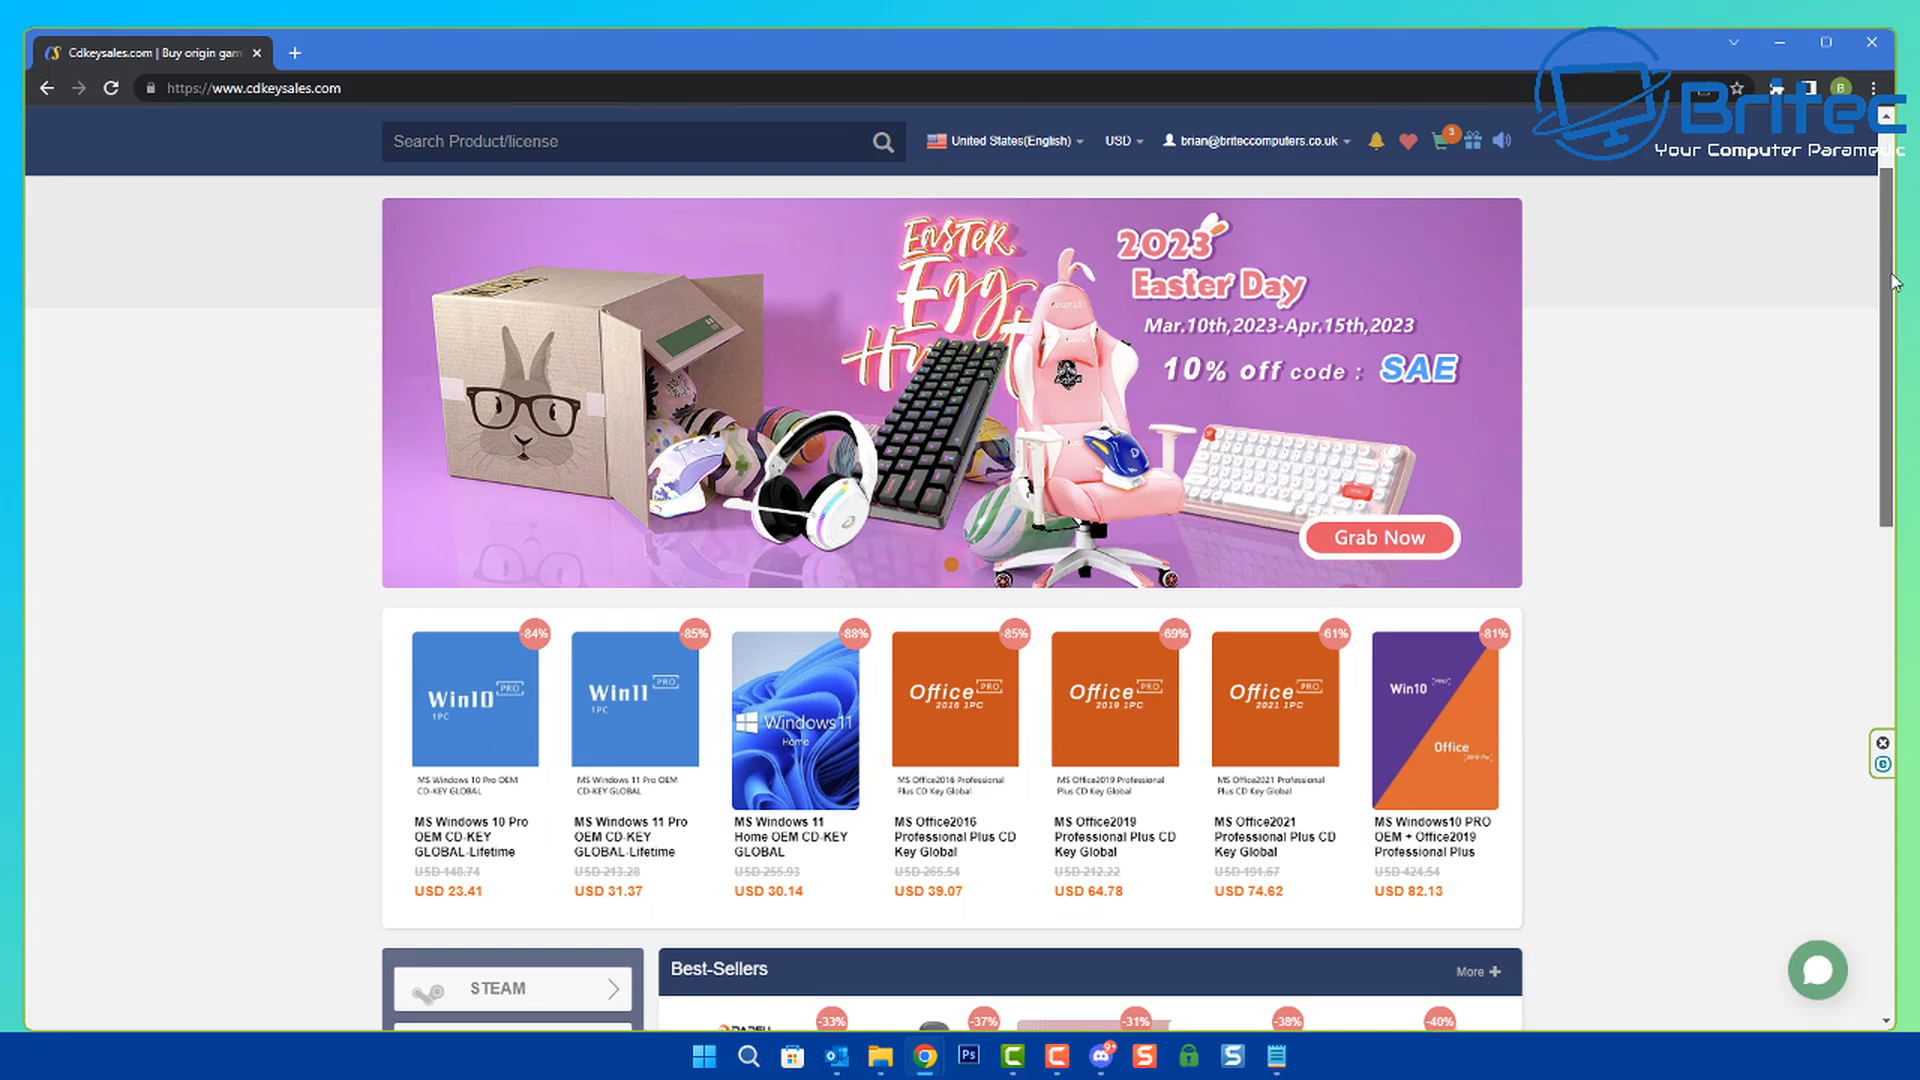 Cdkeysales.com | Buy origin gam
https://www.cdkeysales.com
B
Britec
Your Computer Paramedic
Search Product/license
United States(English)
USD
brian@briteccomputers.co.uk
3
Easter
Egg
Hunt
2023
Easter Day
Mar.10th,2023-Apr.15th,2023
10% off code : SAE
Grab Now
-84%
-85%
-88%
-85%
-69%
-61%
-81%
Win10 PRO
1PC
Win11 PRO
1PC
Windows 11
Home
Office PRO
2016 1PC
Office PRO
2019 1PC
Office PRO
2021 1PC
Win10
Office
MS Windows 10 Pro OEM
CD-KEY GLOBAL
MS Windows 11 Pro OEM
CD-KEY GLOBAL
MS Office2016 Professional
Plus CD Key Global
MS Office2019 Professional
Plus CD Key Global
MS Office2021 Professional
Plus CD Key Global
MS Windows 10 Pro
OEM CD-KEY
GLOBAL-Lifetime
USD 148.74
USD 23.41
MS Windows 11 Pro
OEM CD-KEY
GLOBAL-Lifetime
USD 213.28
USD 31.37
MS Windows 11
Home OEM CD-KEY
GLOBAL
USD 255.93
USD 30.14
MS Office2016
Professional Plus CD
Key Global
USD 265.54
USD 39.07
MS Office2019
Professional Plus CD
Key Global
USD 212.22
USD 64.78
MS Office2021
Professional Plus CD
Key Global
USD 191.67
USD 74.62
MS Windows10 PRO
OEM + Office2019
Professional Plus
USD 424.54
USD 82.13
STEAM
Best-Sellers
More +
-33%
-37%
-31%
-38%
-40%
Ps
9+